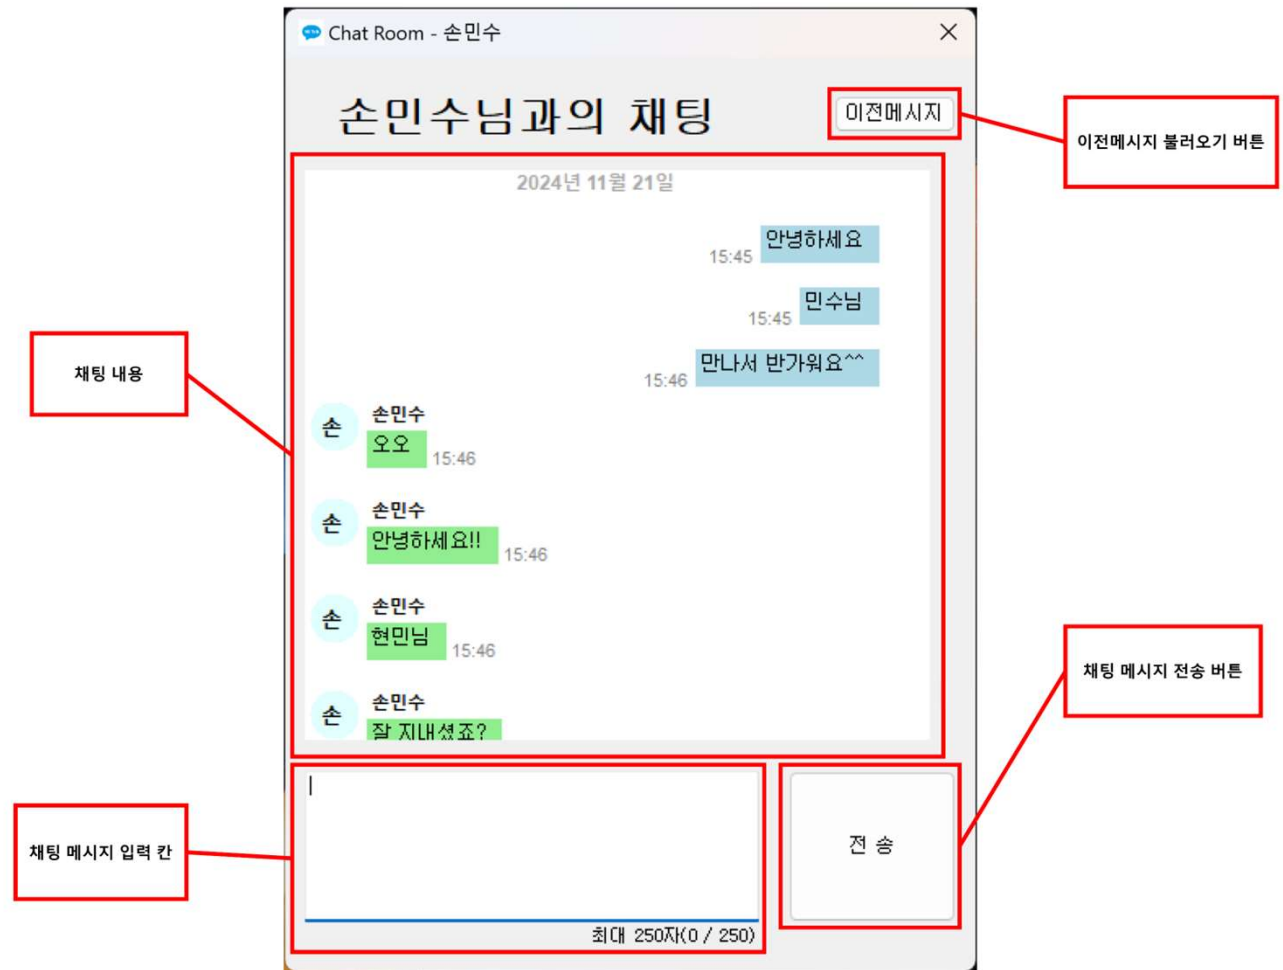 Chat Room - 손민수
손민수님과의 채팅
이전메시지
이전메시지 불러오기 버튼
2024년 11월 21일
안녕하세요
15:45
민수님
15:45
만나서 반가워요^^
15:46
채팅 내용
손 손민수
오오 15:46
손 손민수
안녕하세요!! 15:46
손 손민수
현민님 15:46
손 손민수
잘 지내셨죠?
채팅 메시지 전송 버튼
채팅 메시지 입력 칸
전 송
최대 250자(0 / 250)